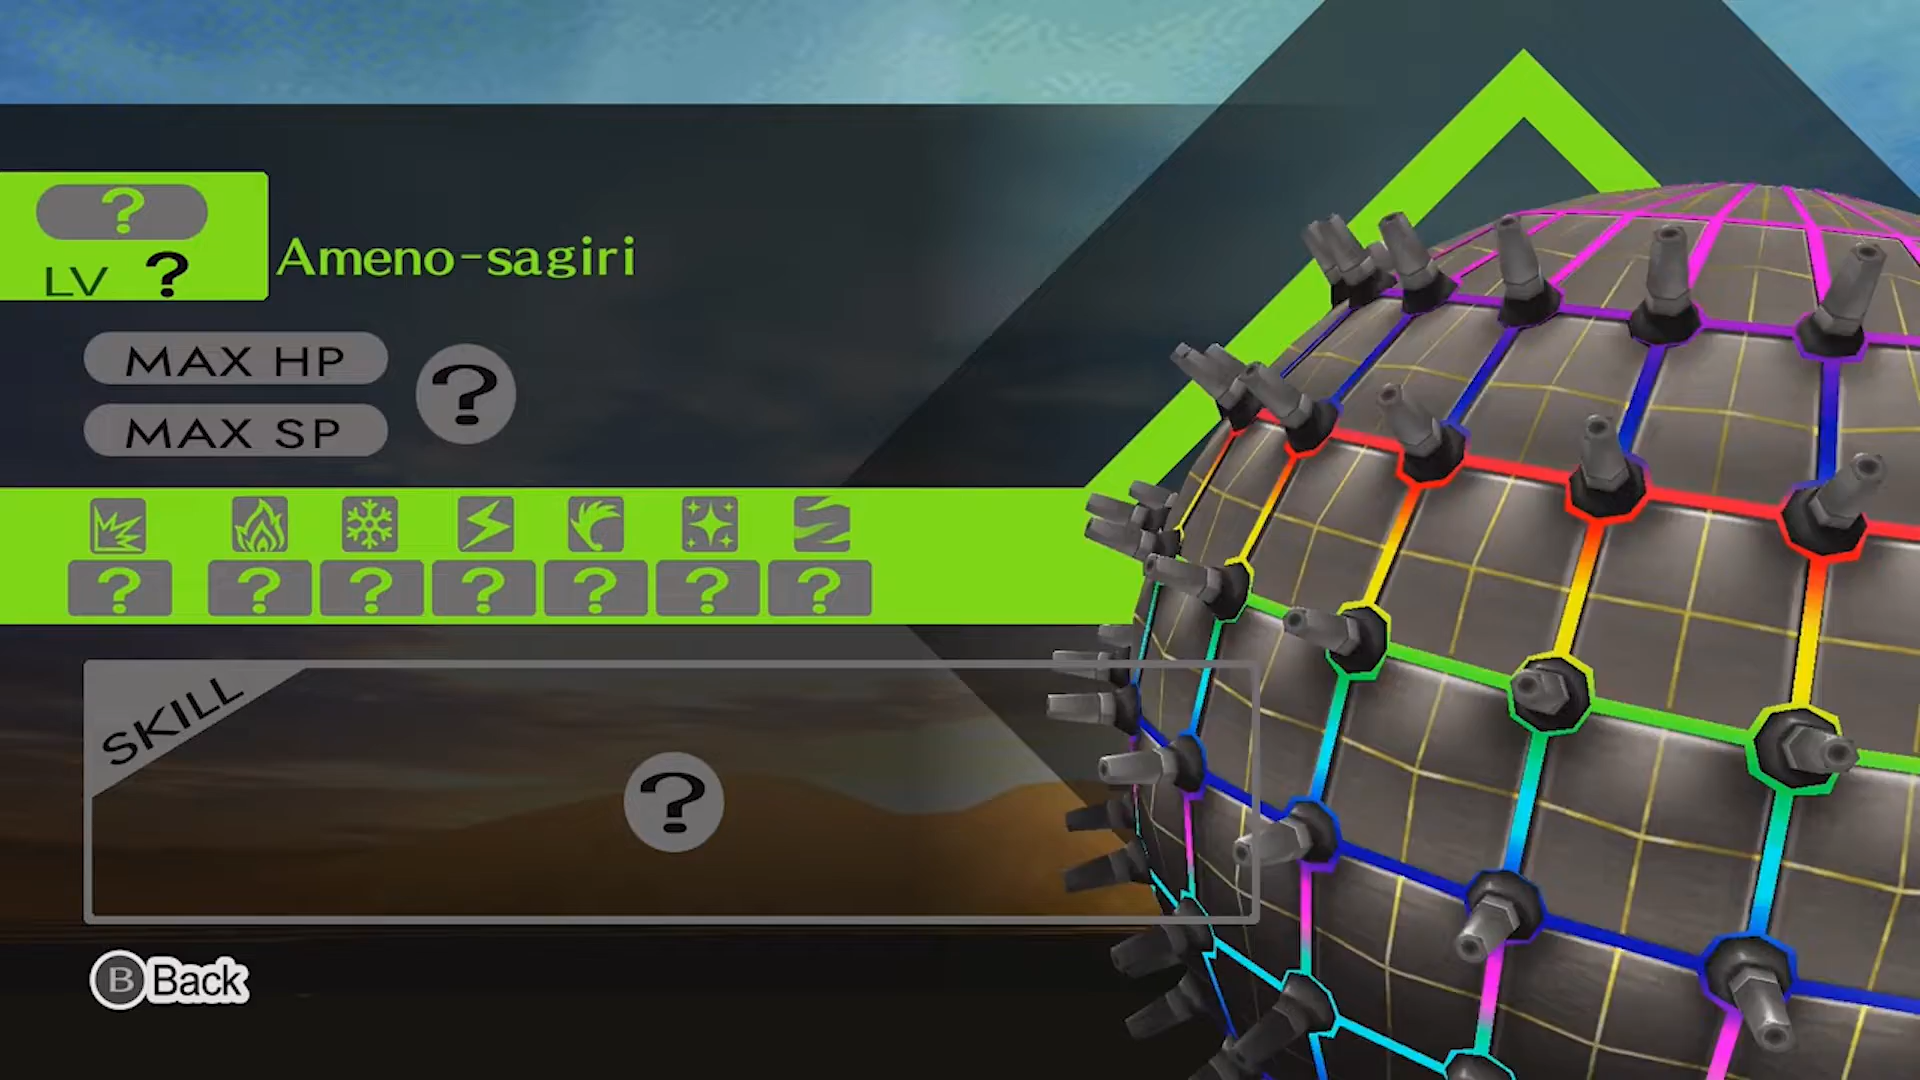 ?
LV ?
Ameno-sagiri
MAX HP
?
MAX SP
? ? ? ? ? ? ?
SKILL
?
B Back